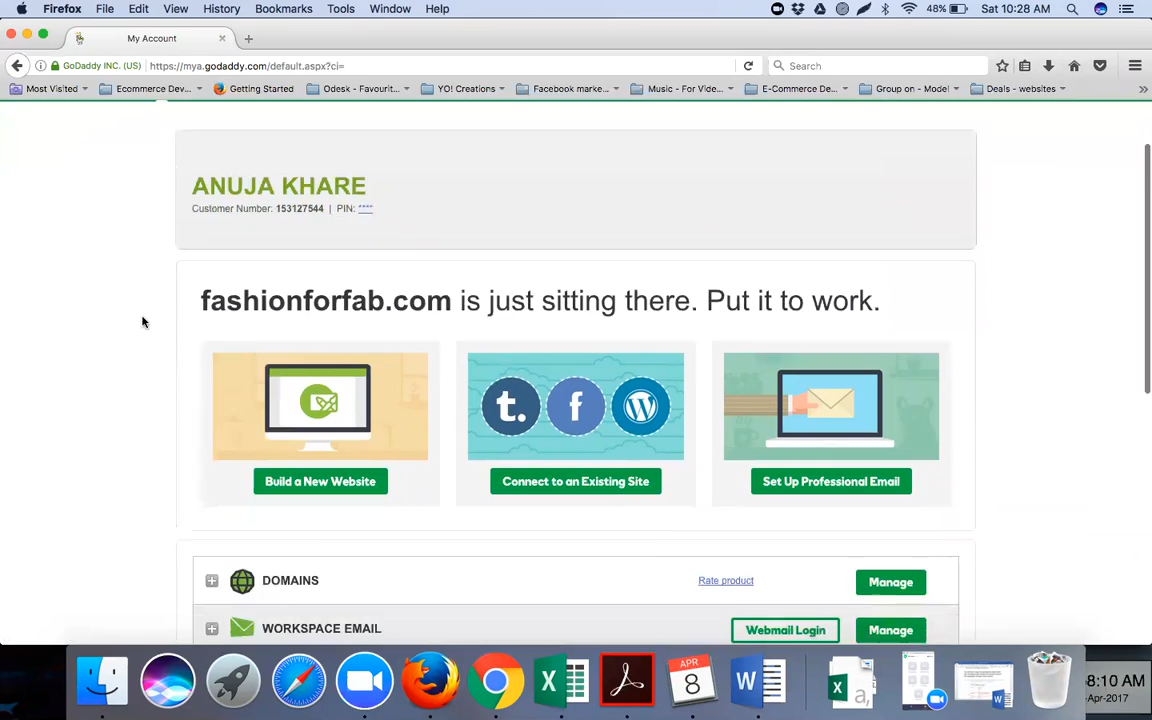 Firefox File Edit View History Bookmarks Tools Window Help 48% Sat 10:28 AM
My Account
GoDaddy INC. (US) https://mya.godaddy.com/default.aspx?ci= Search
Most Visited Ecommerce Dev... Getting Started Odesk - Favourit... YO! Creations Facebook marke... Music - For Vide... E-Commerce De... Group on - Model Deals - websites
ANUJA KHARE
Customer Number: 153127544 | PIN: ****
fashionforfab.com is just sitting there. Put it to work.
t. f W
Build a New Website Connect to an Existing Site Set Up Professional Email
DOMAINS Rate product Manage
WORKSPACE EMAIL Webmail Login Manage
APR
8
X W X W
8:10 AM
-Apr-2017